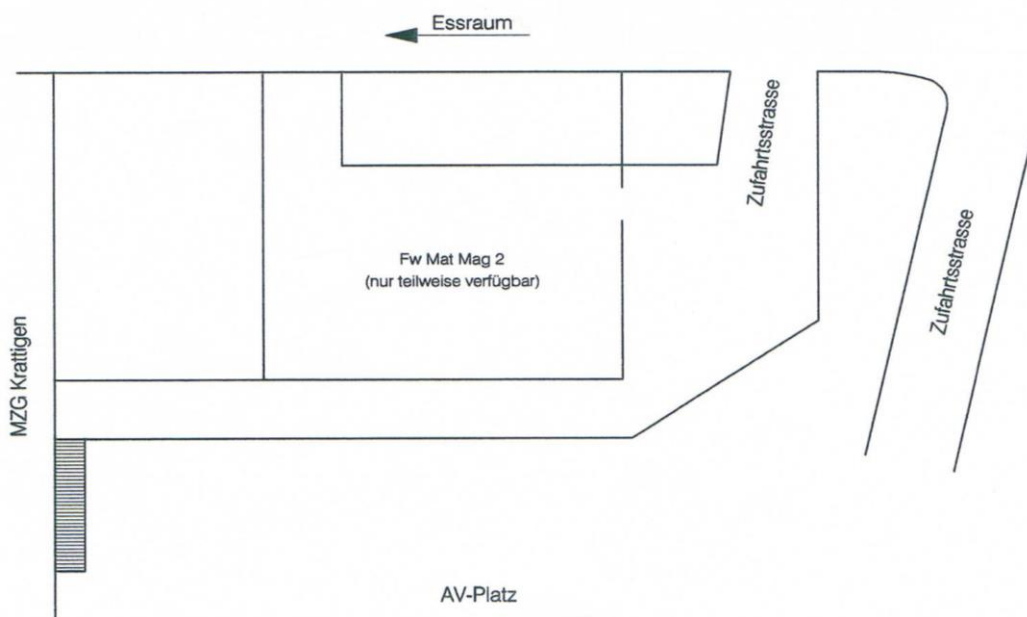 Essraum
Zufahrtsstrasse
Zufahrtsstrasse
Fw Mat Mag 2
(nur teilweise verfügbar)
MZG Krattigen
AV-Platz